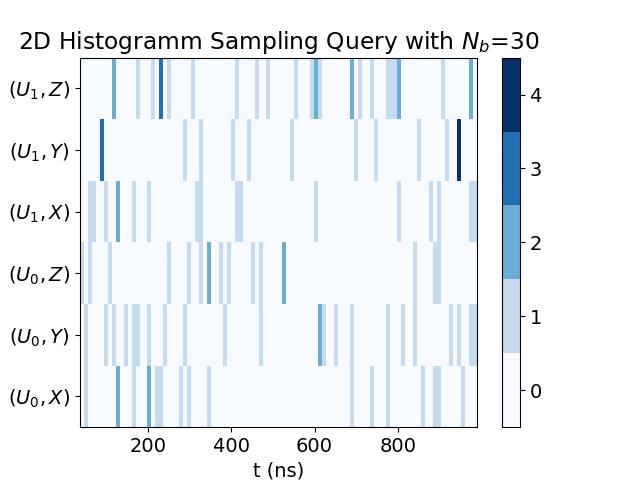 2D Histogramm Sampling Query with $N_b$=30
$(U_1, Z)$
$(U_1, Y)$
$(U_1, X)$
$(U_0, Z)$
$(U_0, Y)$
$(U_0, X)$
200 400 600 800
t (ns)
4
3
2
1
0